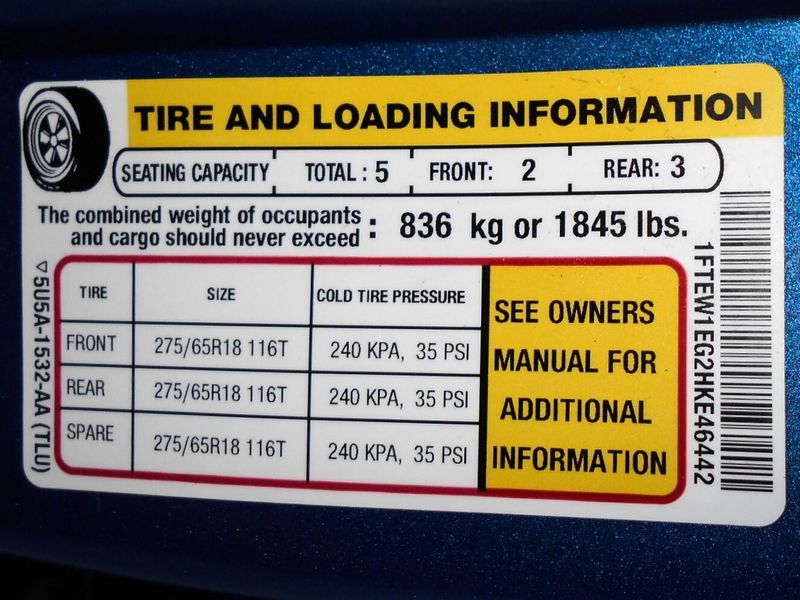 TIRE AND LOADING INFORMATION
SEATING CAPACITY TOTAL : 5 FRONT: 2 REAR: 3
The combined weight of occupants
and cargo should never exceed : 836 kg or 1845 lbs.
TIRE SIZE COLD TIRE PRESSURE
FRONT 275/65R18 116T 240 KPA, 35 PSI
REAR 275/65R18 116T 240 KPA, 35 PSI
SPARE 275/65R18 116T 240 KPA, 35 PSI
SEE OWNERS
MANUAL FOR
ADDITIONAL
INFORMATION
1FTEW1EG2HKE46442
▽5U5A-1532-AA (TLU)